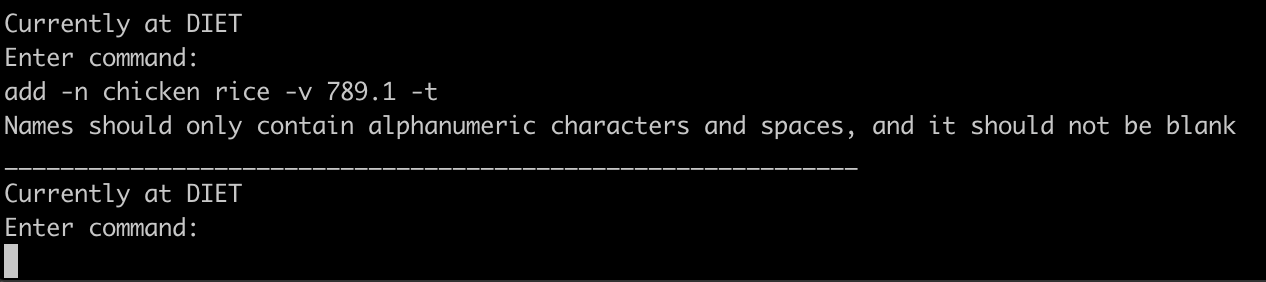 Currently at DIET
Enter command:
add -n chicken rice -v 789.1 -t
Names should only contain alphanumeric characters and spaces, and it should not be blank
_____________________________________________________________
Currently at DIET
Enter command: